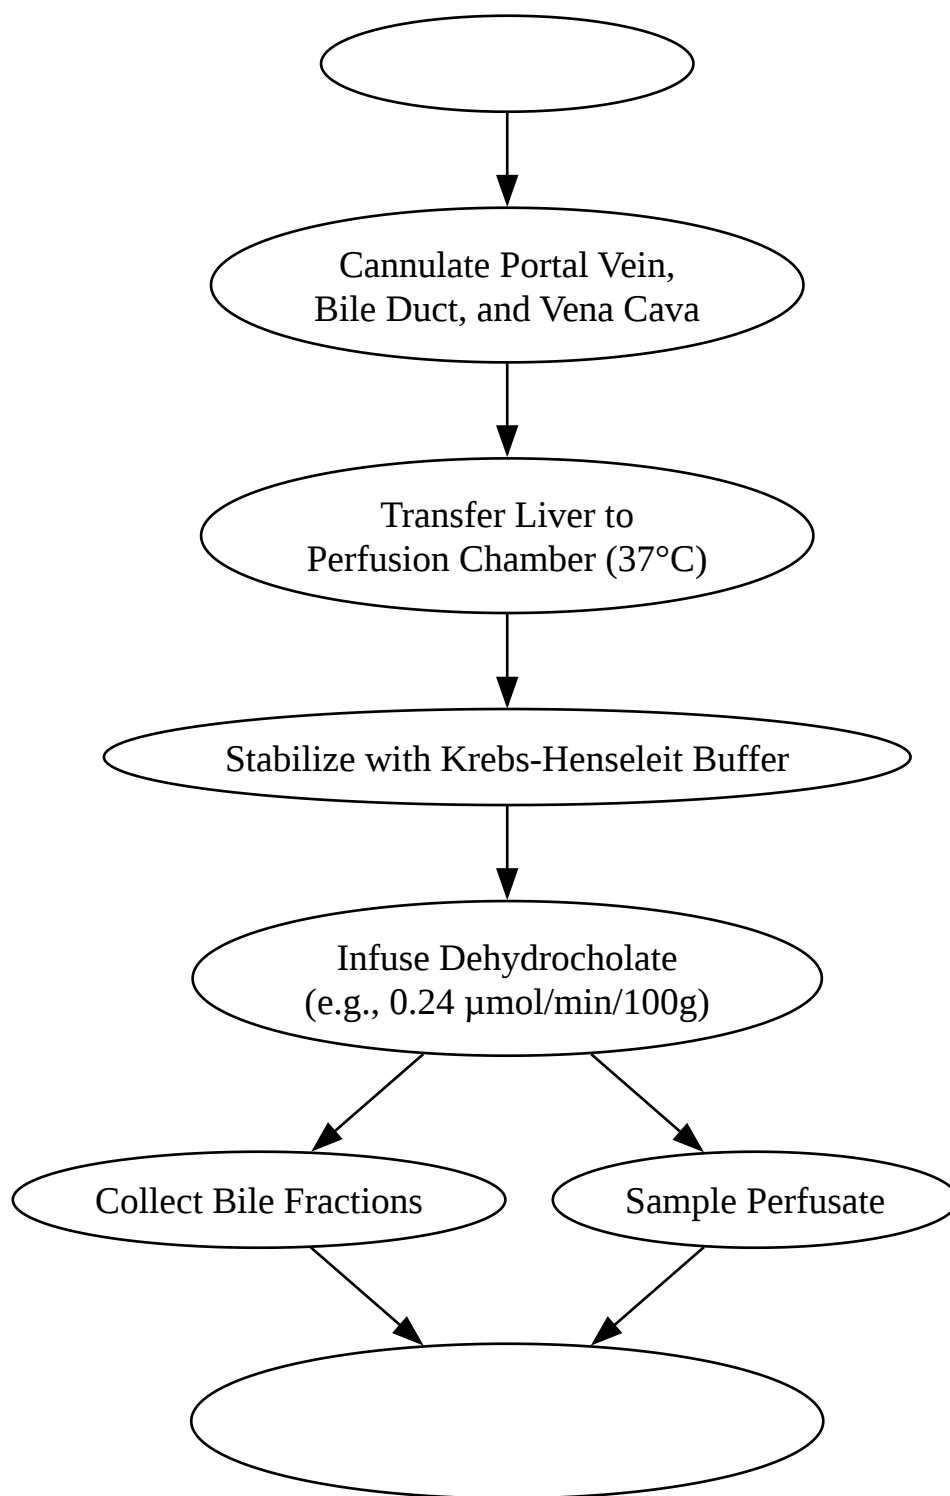 Cannulate Portal Vein,
Bile Duct, and Vena Cava
Transfer Liver to
Perfusion Chamber (37°C)
Stabilize with Krebs-Henseleit Buffer
Infuse Dehydrocholate
(e.g., 0.24 µmol/min/100g)
Collect Bile Fractions
Sample Perfusate